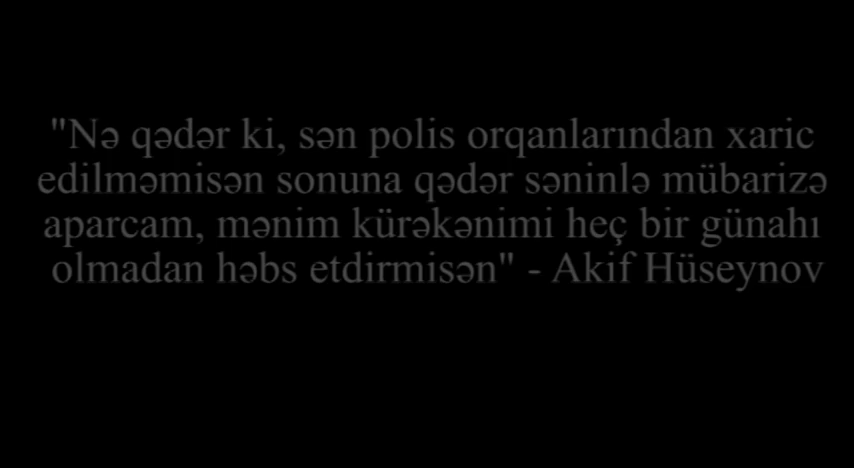 "Nə qədər ki, sən polis orqanlarından xaric
edilməmisən sonuna qədər səninlə mübarizə
aparcam, mənim kürəkənimi heç bir günahı
olmadan həbs etdirmisən" - Akif Hüseynov